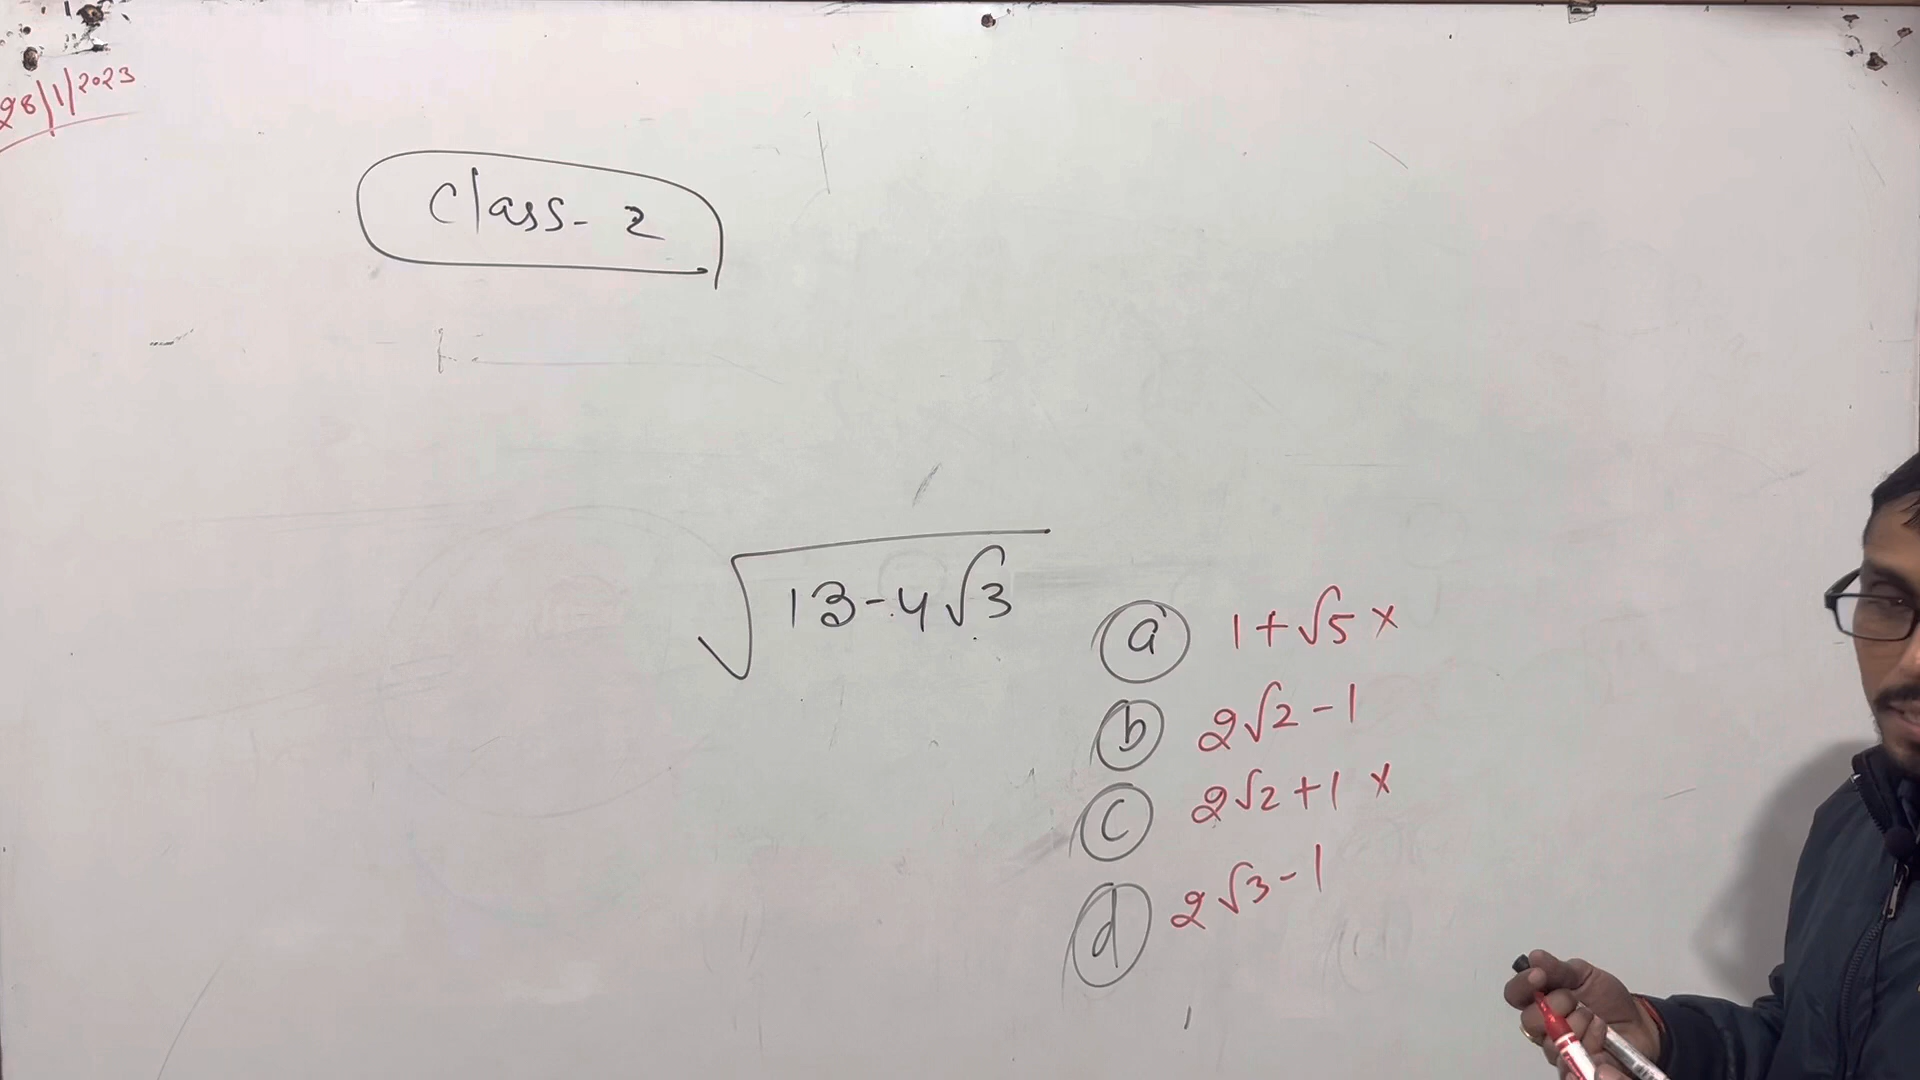 28/1/2023
Class-2
√13-4√3
a 1+√5 x
b 2√2-1
c 2√2+1 x
d 2√3-1